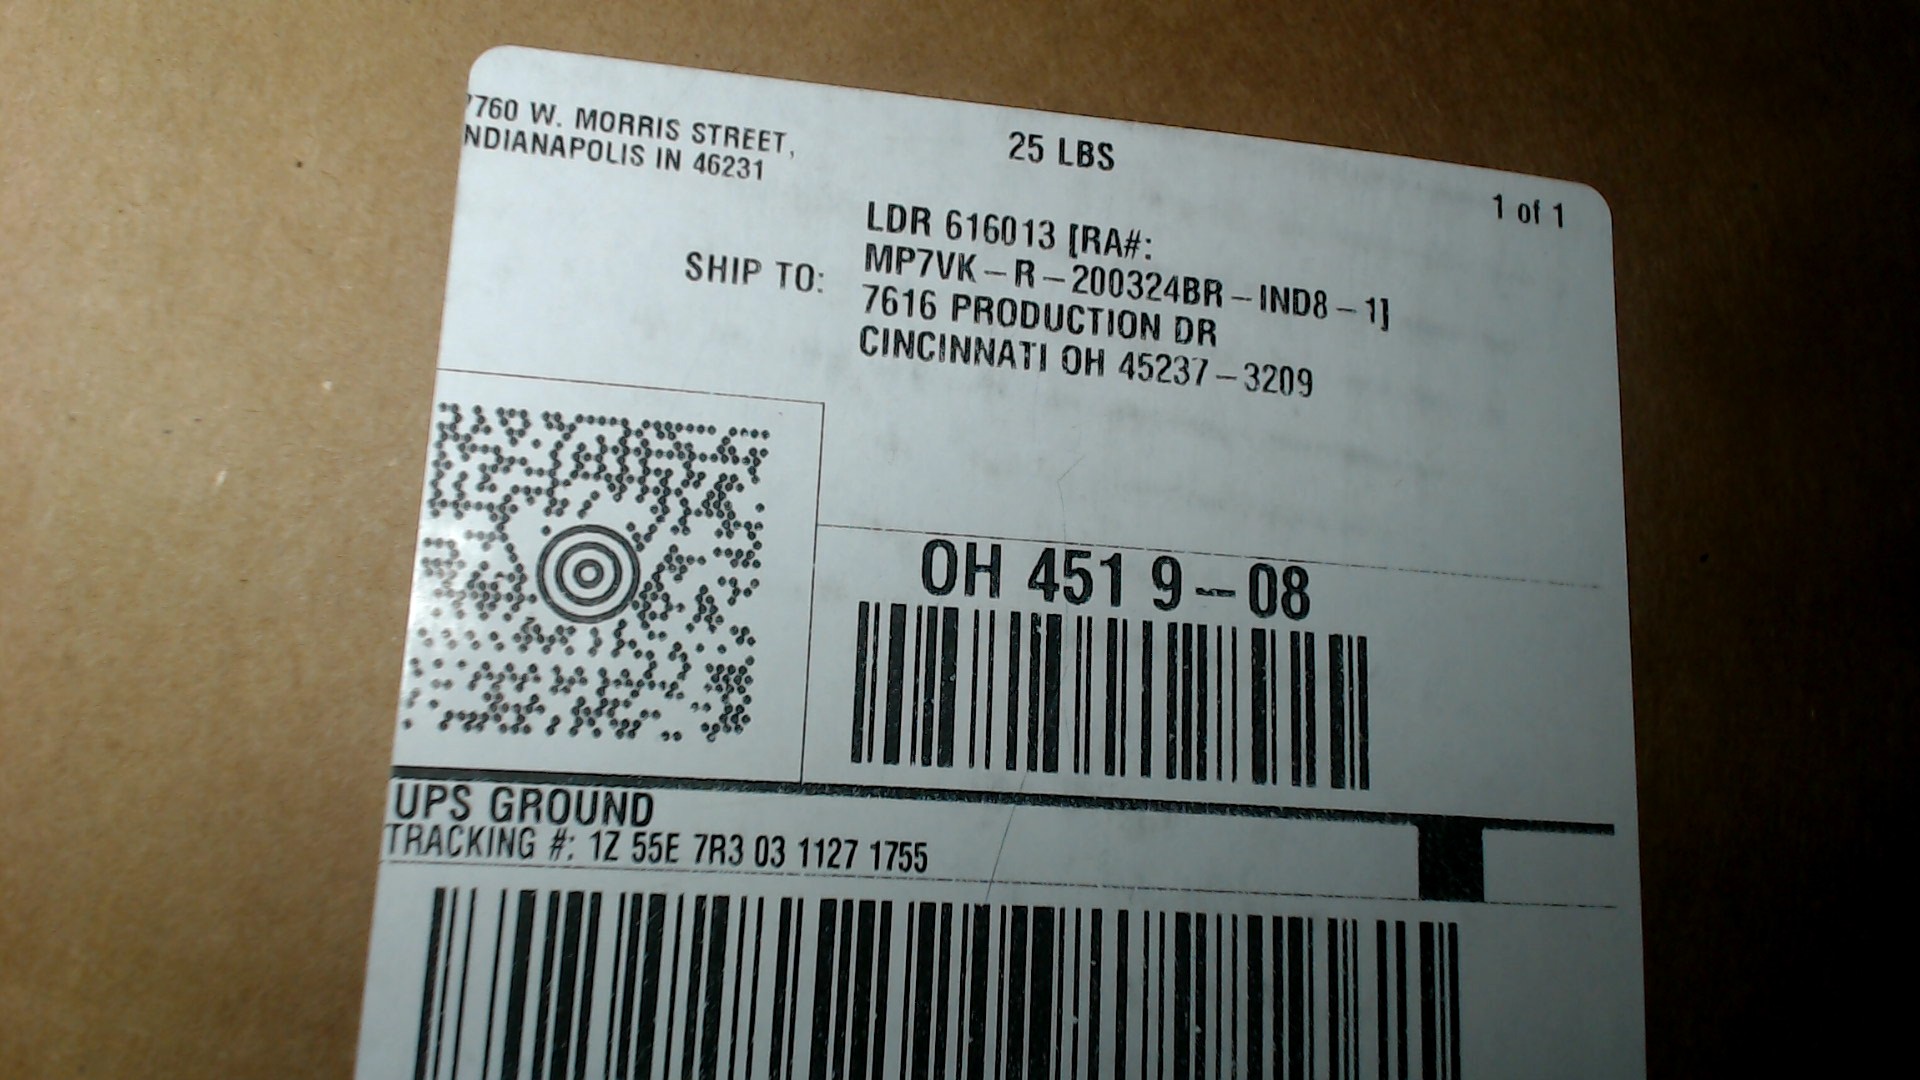 7760 W. MORRIS STREET,
INDIANAPOLIS IN 46231
25 LBS
1 of 1
SHIP TO:
LDR 616013 [RA#:
MP7VK-R-200324BR-IND8-1]
7616 PRODUCTION DR
CINCINNATI OH 45237-3209
OH 451 9-08
UPS GROUND
TRACKING #: 1Z 55E 7R3 03 1127 1755